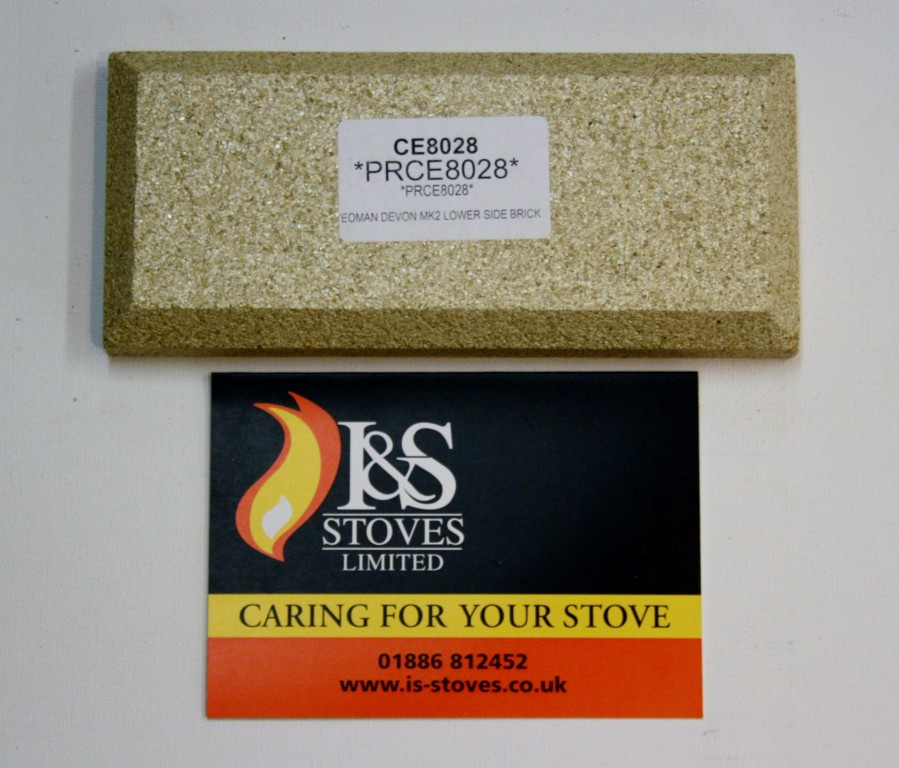 CE8028
*PRCE8028*
*PRCE8028*
EOMAN DEVON MK2 LOWER SIDE BRICK
I&S
STOVES
LIMITED
CARING FOR YOUR STOVE
01886 812452
www.is-stoves.co.uk